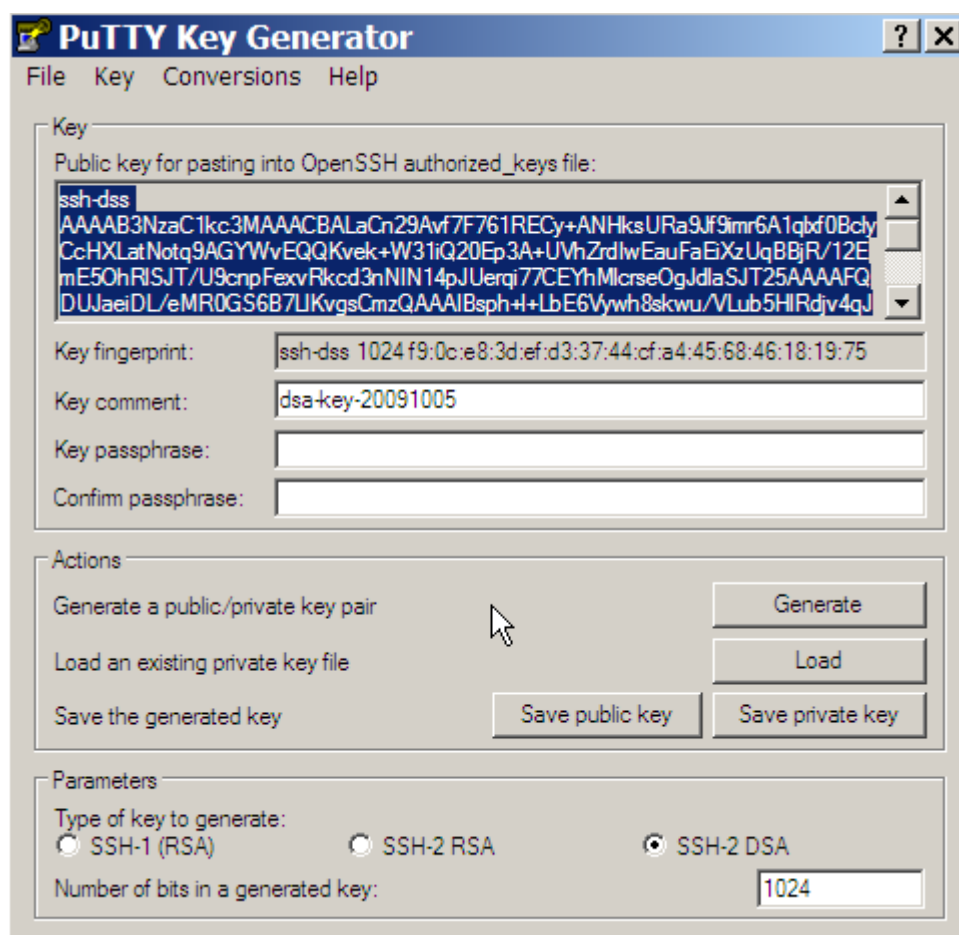 PuTTY Key Generator
File Key Conversions Help
Key
Public key for pasting into OpenSSH authorized_keys file:
ssh-dss
AAAAB3NzaC1kc3MAAACBALaCn29Avf7F761RECy+ANHksURa9Jf9imr6A1qlxf0Bcly
CcHXLatNotq9AGYWvEQQKvek+W31iQ20Ep3A+UVhZrdIwEauFaEiXzUqBBjR/12E
mE5OhRISJT/U9cnpFexvRkcd3nNIN14pJUerqi77CEYhMIcrseOgJdlaSJT25AAAAFQ
DUJaeiDL/eMR0GS6B7LIKvgsCmzQAAAIBsph+I+LbE6Vywh8skwu/VLub5HIRdjv4qJ
Key fingerprint: ssh-dss 1024 f9:0c:e8:3d:ef:d3:37:44:cf:a4:45:68:46:18:19:75
Key comment: dsa-key-20091005
Key passphrase:
Confirm passphrase:
Actions
Generate a public/private key pair Generate
Load an existing private key file Load
Save the generated key Save public key Save private key
Parameters
Type of key to generate:
SSH-1 (RSA) SSH-2 RSA SSH-2 DSA
Number of bits in a generated key: 1024